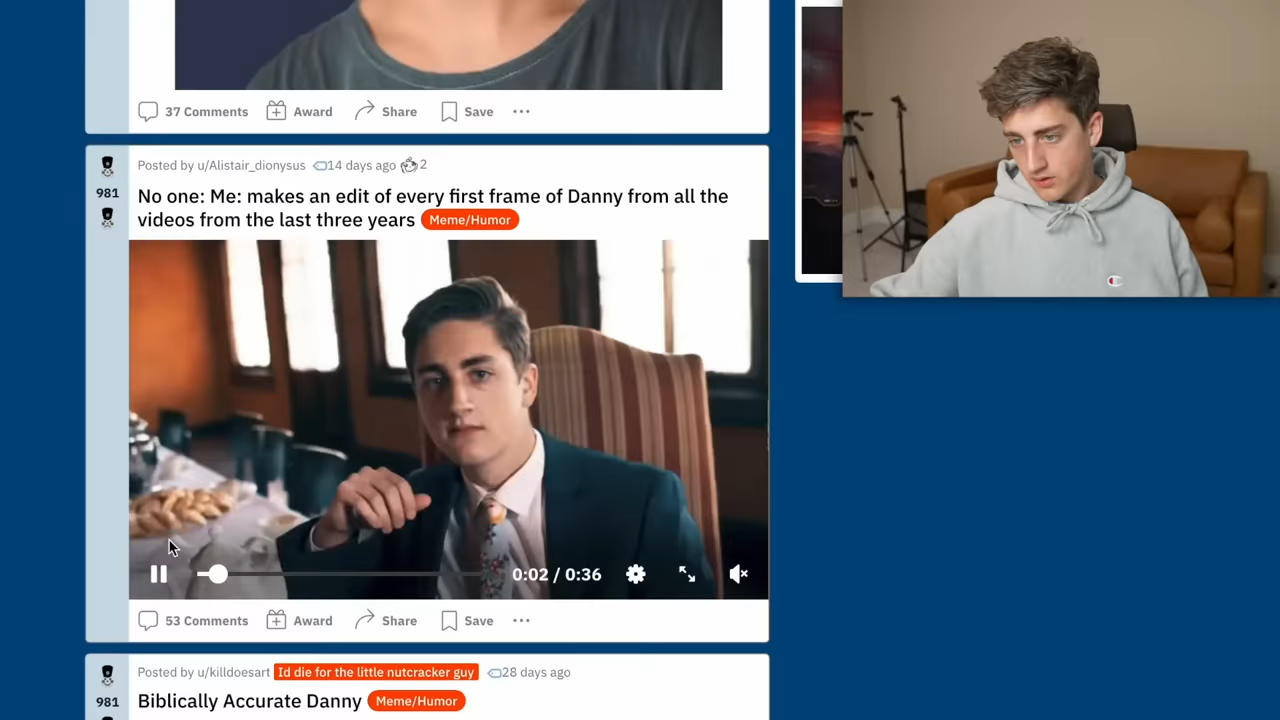 37 Comments Award Share Save
Posted by u/Alistair_dionysus 14 days ago 2
981
No one: Me: makes an edit of every first frame of Danny from all the
videos from the last three years Meme/Humor
0:02 / 0:36
53 Comments Award Share Save
Posted by u/killdoesart Id die for the little nutcracker guy 28 days ago
981
Biblically Accurate Danny Meme/Humor